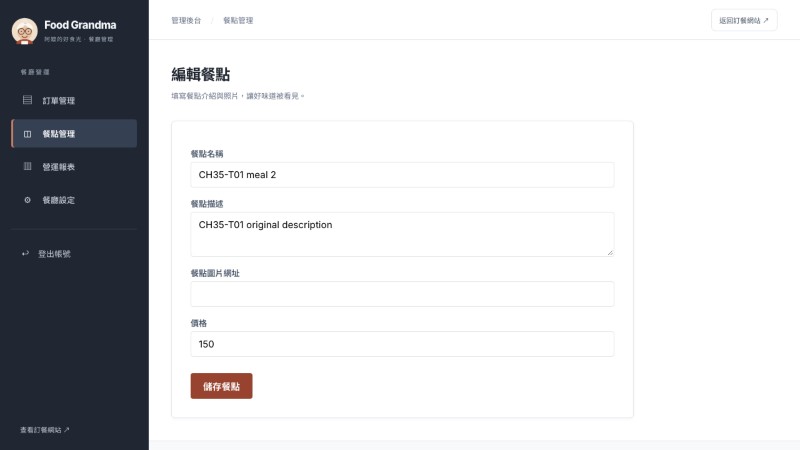 Food Grandma
阿嬤的好食光 · 餐廳管理
餐廳管理
訂單管理
餐點管理
營運報表
餐廳設定
登出帳號
查看訂餐網站 ↗
管理後台 / 餐點管理
返回訂餐網站 ↗
編輯餐點
填寫餐點介紹與照片，讓好味道被看見。
餐點名稱
CH35-T01 meal 2
餐點描述
CH35-T01 original description
餐點圖片網址
價格
150
儲存餐點